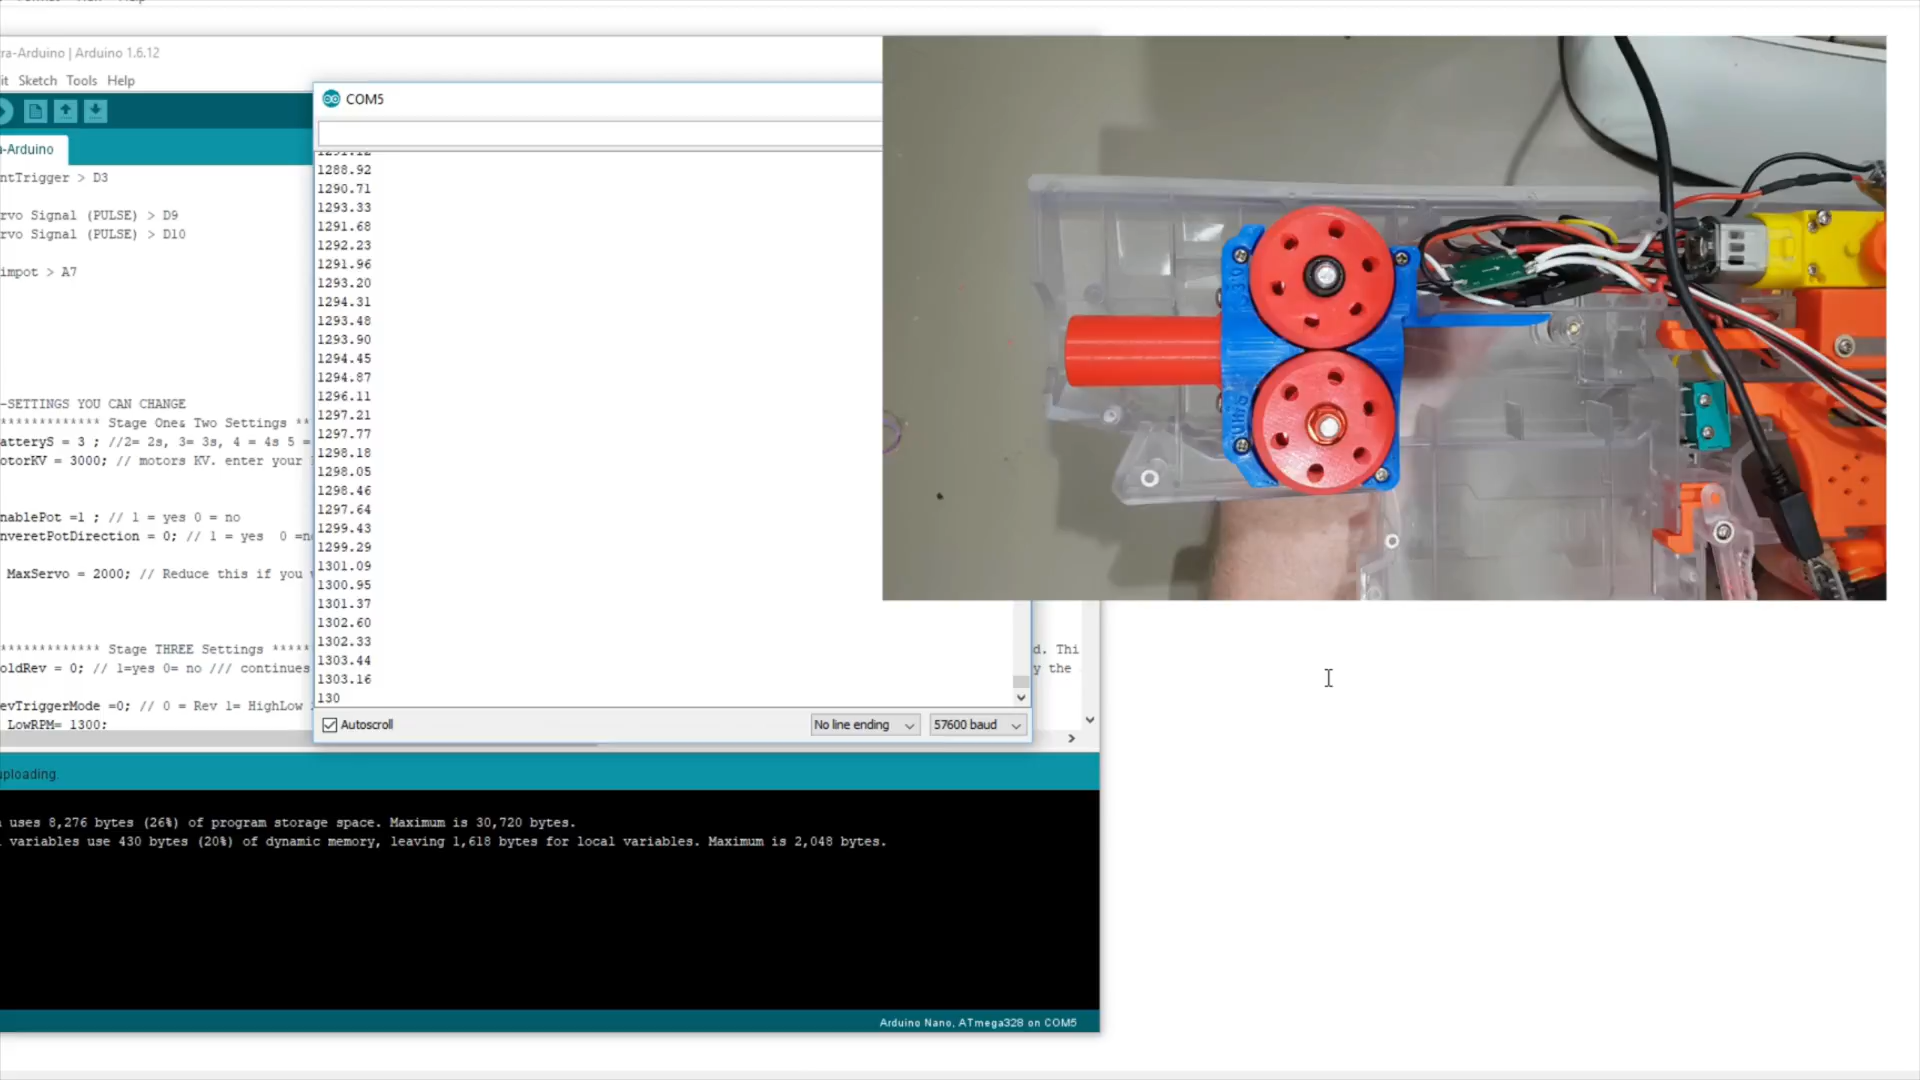 ra-Arduino | Arduino 1.6.12
it Sketch Tools Help
-Arduino
ntTrigger > D3
rvo Signal (PULSE) > D9
rvo Signal (PULSE) > D10
impot > A7
-SETTINGS YOU CAN CHANGE
************* Stage One& Two Settings **
atteryS = 3 ; //2= 2s, 3= 3s, 4 = 4s 5 =
otorKV = 3000; // motors KV. enter your
nablePot =1 ; // 1 = yes 0 = no
nveretPotDirection = 0; // 1 = yes 0 =n
MaxServo = 2000; // Reduce this if you
************ Stage THREE Settings *****
oldRev = 0; // 1=yes 0= no /// continues
evTriggerMode =0; // 0 = Rev 1= HighLow
LowRPM= 1300;
COM5
1291.12
1288.92
1290.71
1293.33
1291.68
1292.23
1291.96
1293.20
1294.31
1293.48
1293.90
1294.45
1294.87
1296.11
1297.21
1297.77
1298.18
1298.05
1298.46
1297.64
1299.43
1299.29
1301.09
1300.95
1301.37
1302.60
1302.33
1303.44
1303.16
130
Autoscroll
No line ending
57600 baud
d. Thi
y the
uploading.
uses 8,276 bytes (26%) of program storage space. Maximum is 30,720 bytes.
variables use 430 bytes (20%) of dynamic memory, leaving 1,618 bytes for local variables. Maximum is 2,048 bytes.
Arduino Nano, ATmega328 on COM5